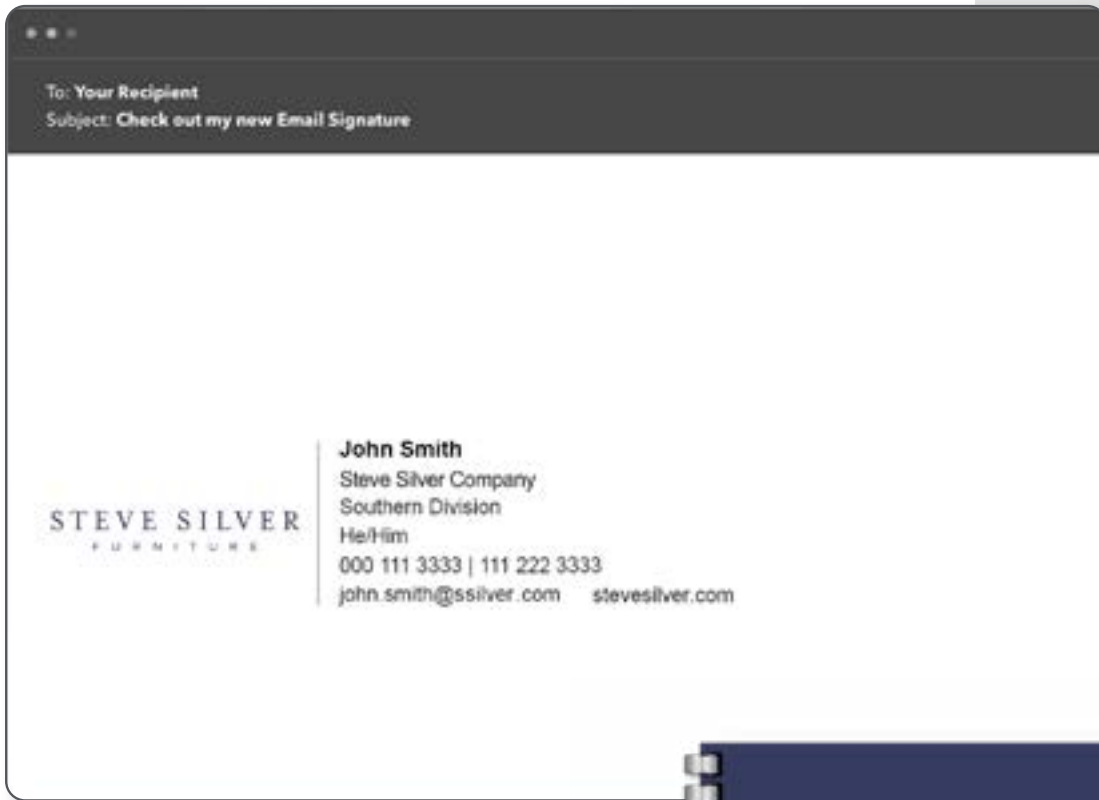 To: Your Recipient
Subject: Check out my new Email Signature
STEVE SILVER
FURNITURE
John Smith
Steve Silver Company
Southern Division
He/Him
000 111 3333 | 111 222 3333
john.smith@ssilver.com stevesilver.com